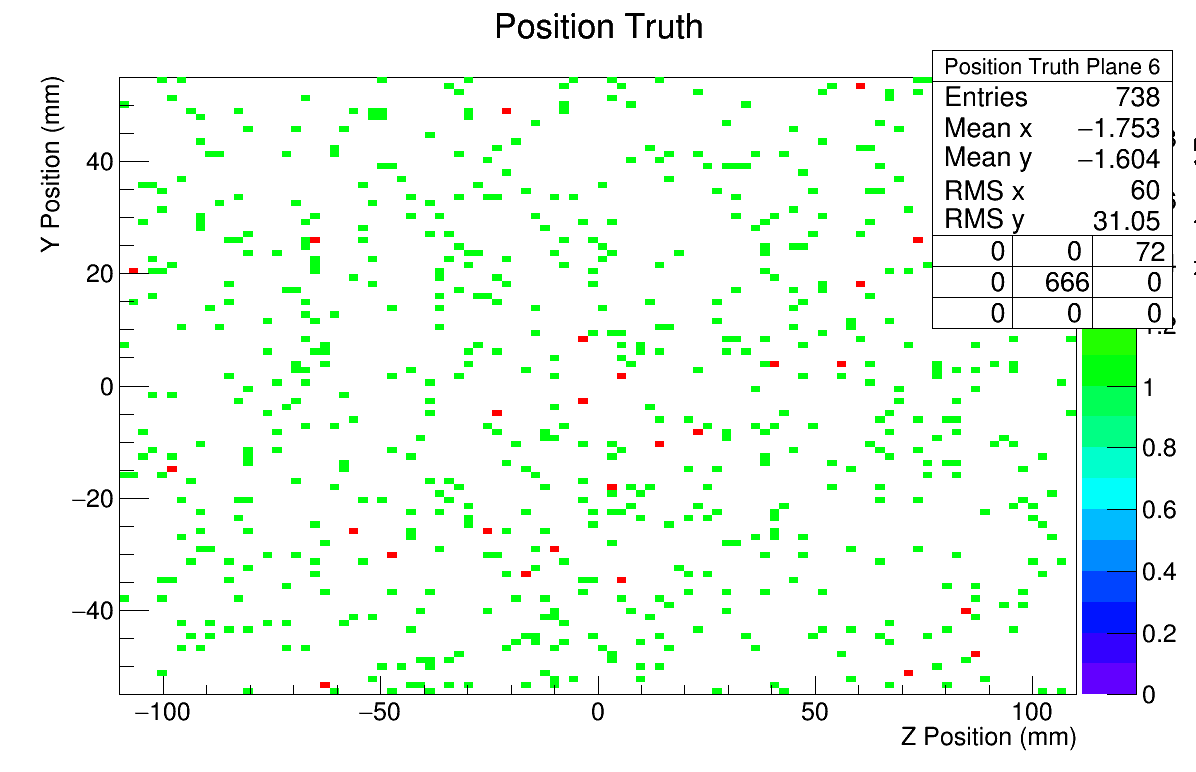 Position Truth
Y Position (mm)
40
20
0
−20
−40
−100
−50
0
50
100
Z Position (mm)
Position Truth Plane 6
Entries 738
Mean x −1.753
Mean y −1.604
RMS x 60
RMS y 31.05
0 0 72
0 666 0
0 0 0
1
0.8
0.6
0.4
0.2
0